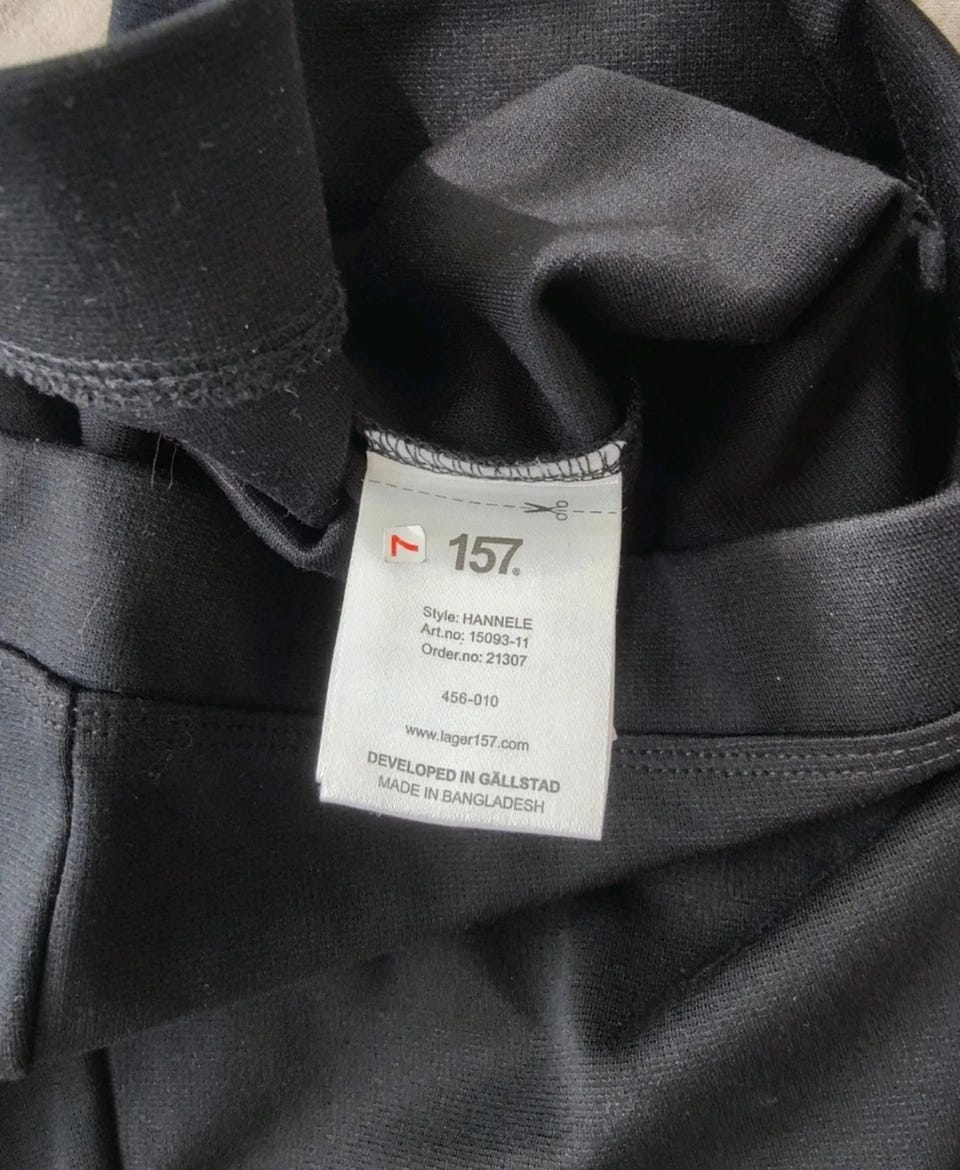 7
157.
Style: HANNELE
Art.no: 15093-11
Order.no: 21307
456-010
www.lager157.com
DEVELOPED IN GÄLLSTAD
MADE IN BANGLADESH